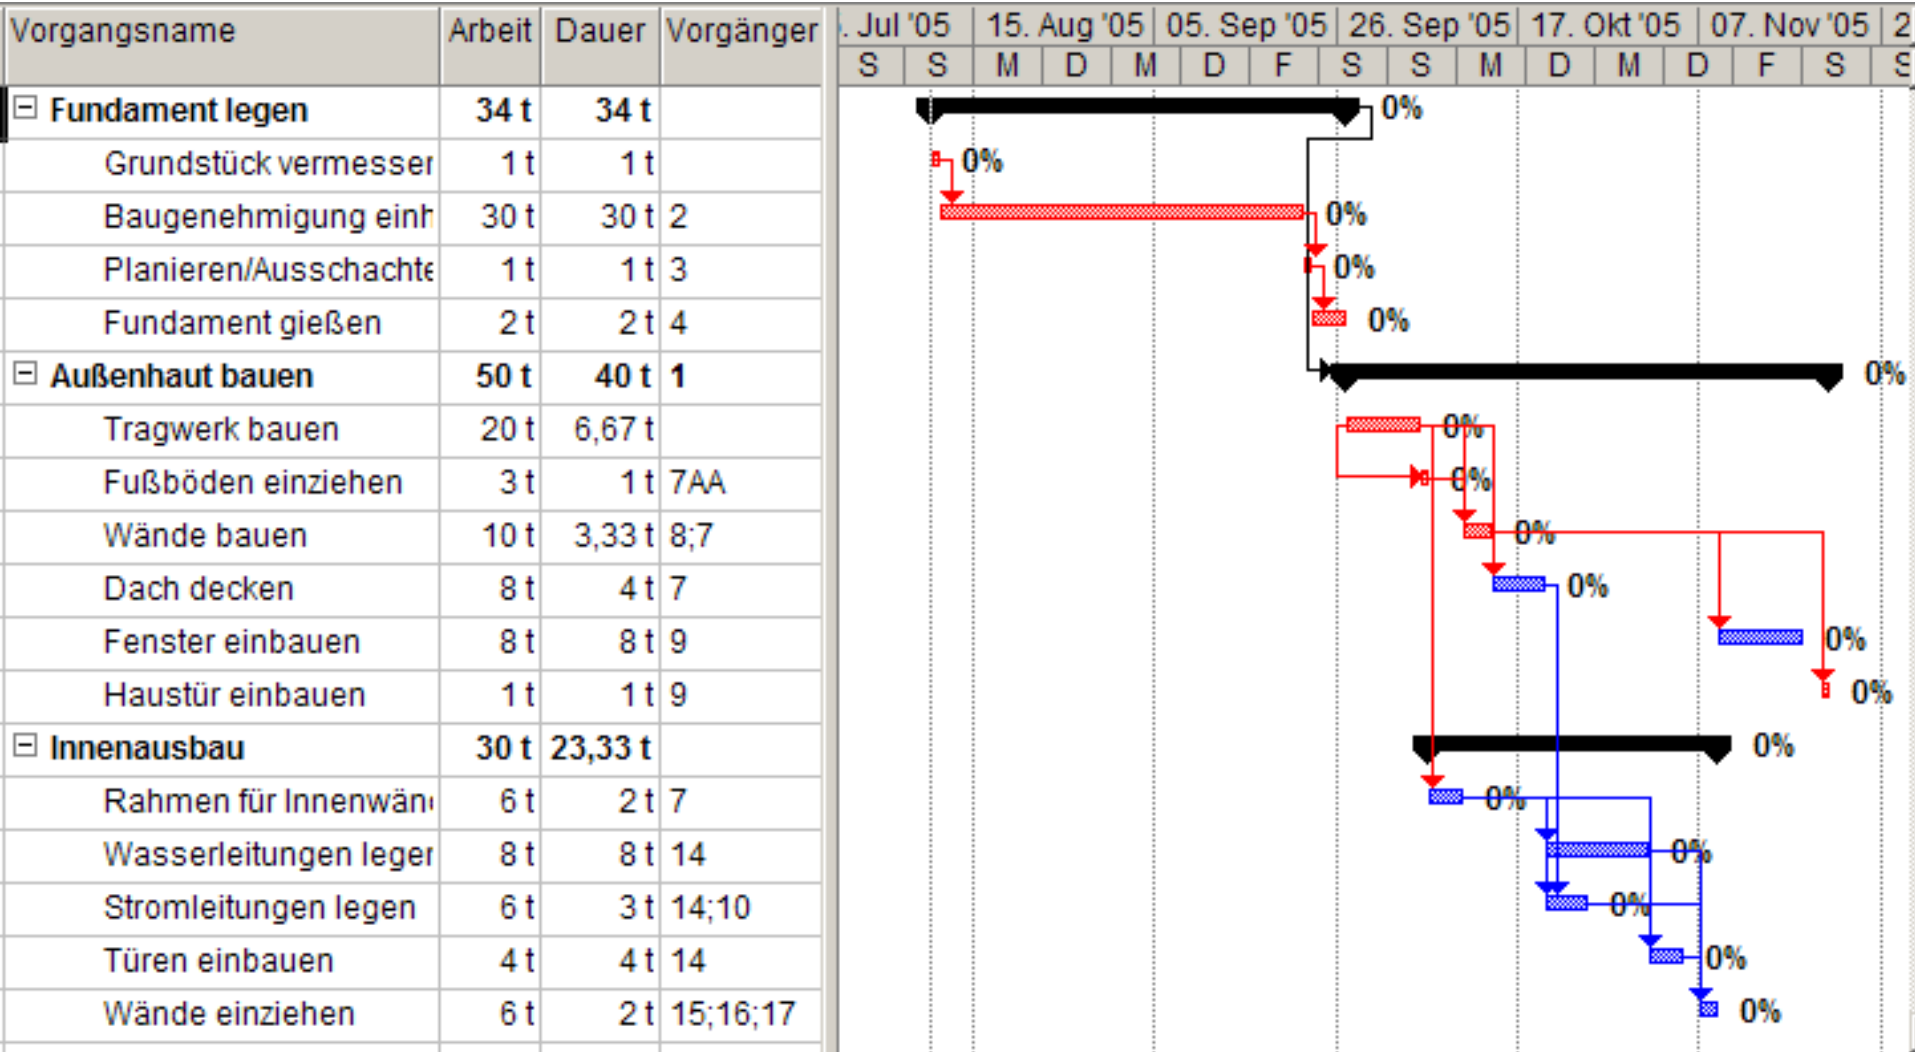 Vorgangsname Arbeit Dauer Vorgänger . Jul '05 15. Aug '05 05. Sep '05 26. Sep '05 17. Okt '05 07. Nov '05 2
S S M D M D F S S M D M D F S S
Fundament legen 34 t 34 t 0%
Grundstück vermesser 1 t 1 t 0%
Baugenehmigung einh 30 t 30 t 2 0%
Planieren/Ausschachte 1 t 1 t 3 0%
Fundament gießen 2 t 2 t 4 0%
Außenhaut bauen 50 t 40 t 1 0%
Tragwerk bauen 20 t 6,67 t 0%
Fußböden einziehen 3 t 1 t 7AA 0%
Wände bauen 10 t 3,33 t 8;7 0%
Dach decken 8 t 4 t 7 0%
Fenster einbauen 8 t 8 t 9 0%
Haustür einbauen 1 t 1 t 9 0%
Innenausbau 30 t 23,33 t 0%
Rahmen für Innenwän 6 t 2 t 7 0%
Wasserleitungen leger 8 t 8 t 14 0%
Stromleitungen legen 6 t 3 t 14;10 0%
Türen einbauen 4 t 4 t 14 0%
Wände einziehen 6 t 2 t 15;16;17 0%